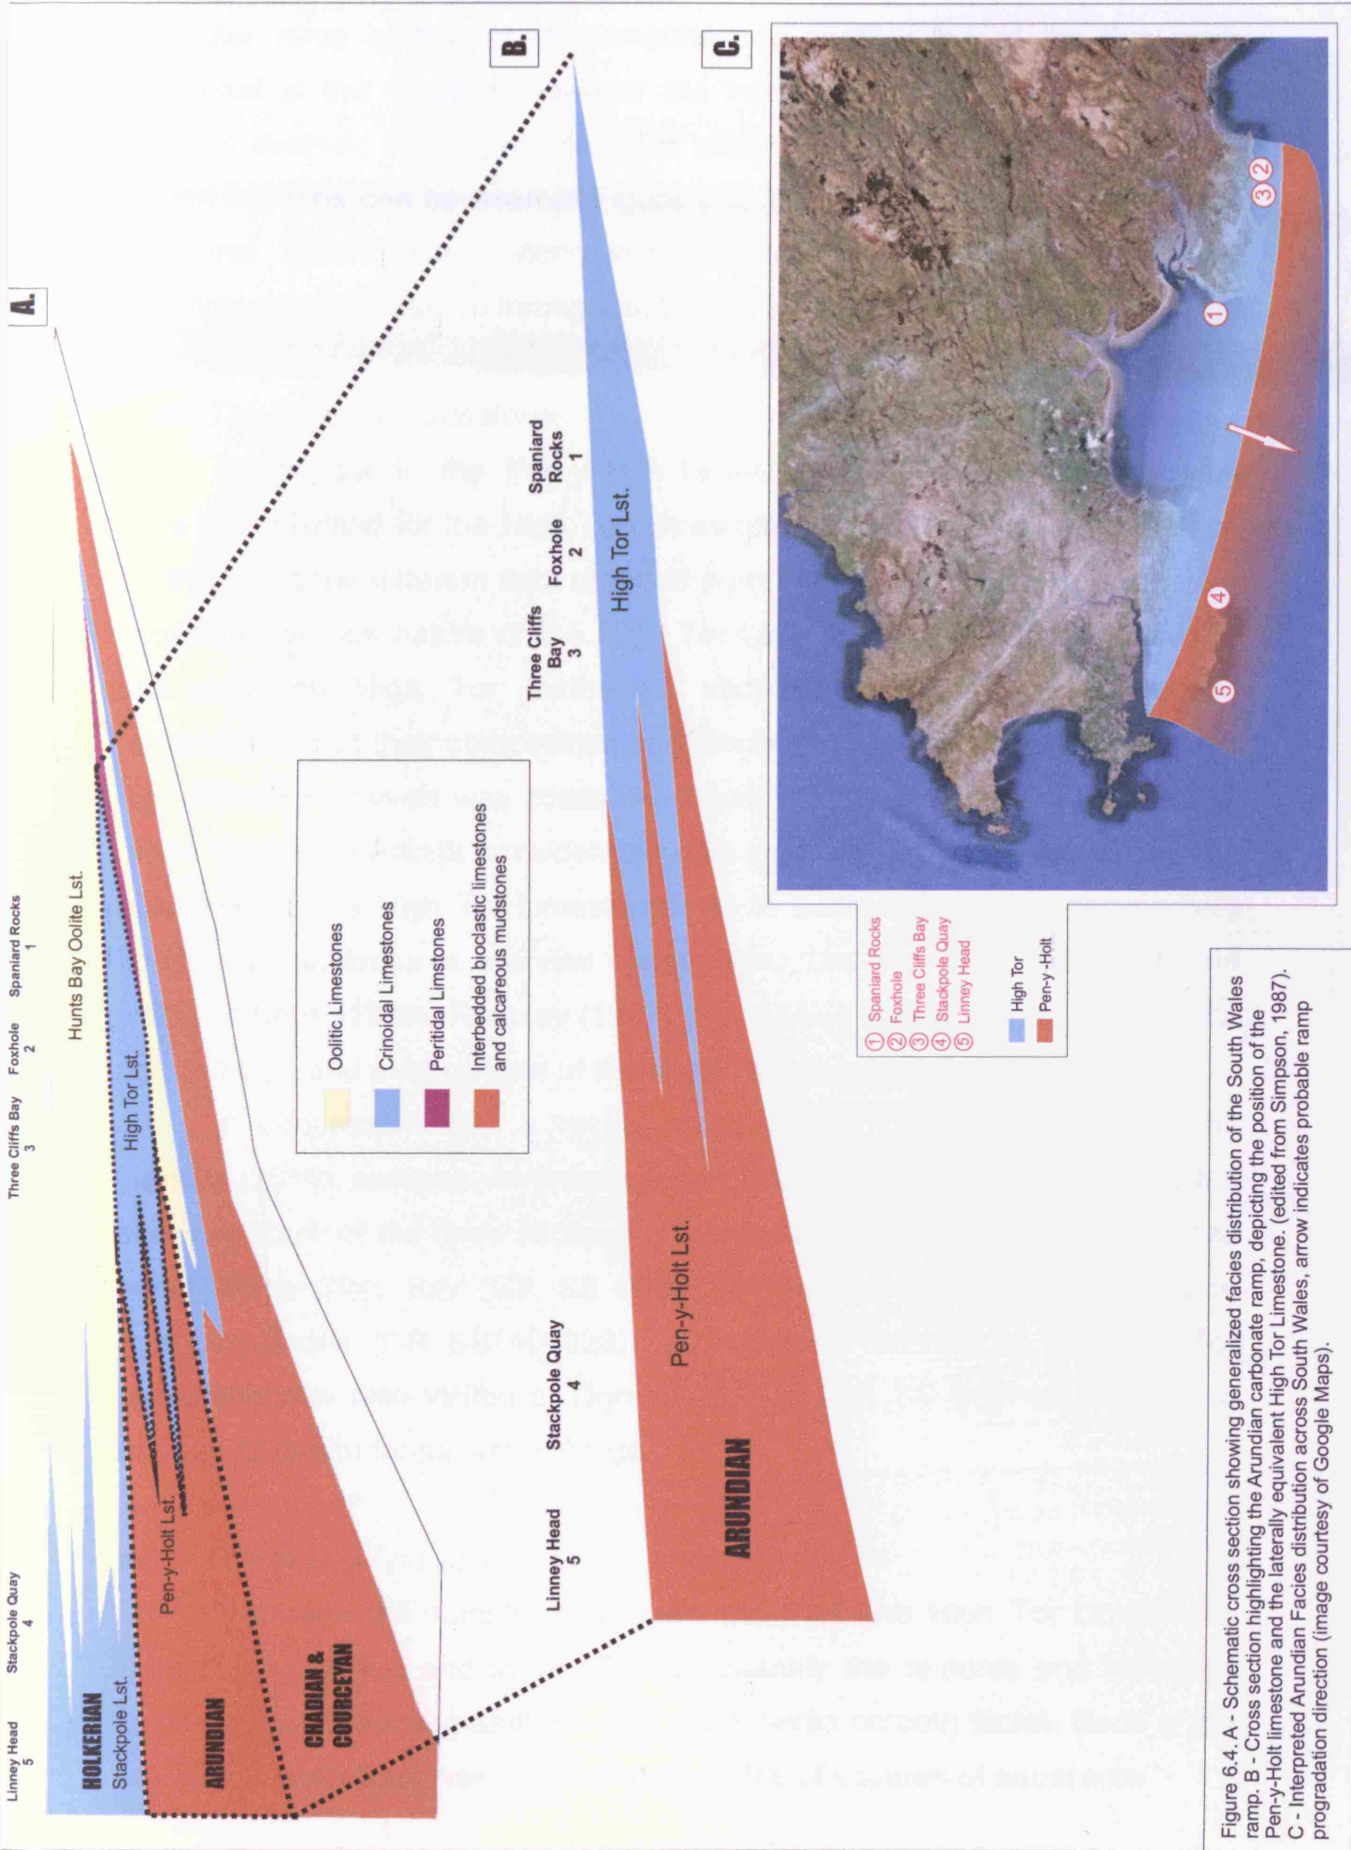 A.
Linney Head
5
Stackpole Quay
4
Three Cliffs Bay
3
Foxhole
2
Spaniard Rocks
1
HOLKERIAN
Stackpole Lst.
Hunts Bay Oolite Lst.
High Tor Lst.
Pen-y-Holt Lst.
ARUNDIAN
CHADIAN &
COURCEYAN
Oolitic Limestones
Crinoidal Limestones
Peritidal Limstones
Interbedded bioclastic limestones
and calcareous mudstones
B.
Linney Head
5
Stackpole Quay
4
Three Cliffs
Bay
3
Foxhole
2
Spaniard
Rocks
1
High Tor Lst.
Pen-y-Holt Lst.
ARUNDIAN
C.
1 Spaniard Rocks
2 Foxhole
3 Three Cliffs Bay
4 Stackpole Quay
5 Linney Head
High Tor
Pen-y-Holt
5
4
1
3 2
Figure 6.4. A - Schematic cross section showing generalized facies distribution of the South Wales
ramp. B - Cross section highlighting the Arundian carbonate ramp, depicting the position of the
Pen-y-Holt limestone and the laterally equivalent High Tor Limestone. (edited from Simpson, 1987).
C - Interpreted Arundian Facies distribution across South Wales, arrow indicates probable ramp
progradation direction (image courtesy of Google Maps).